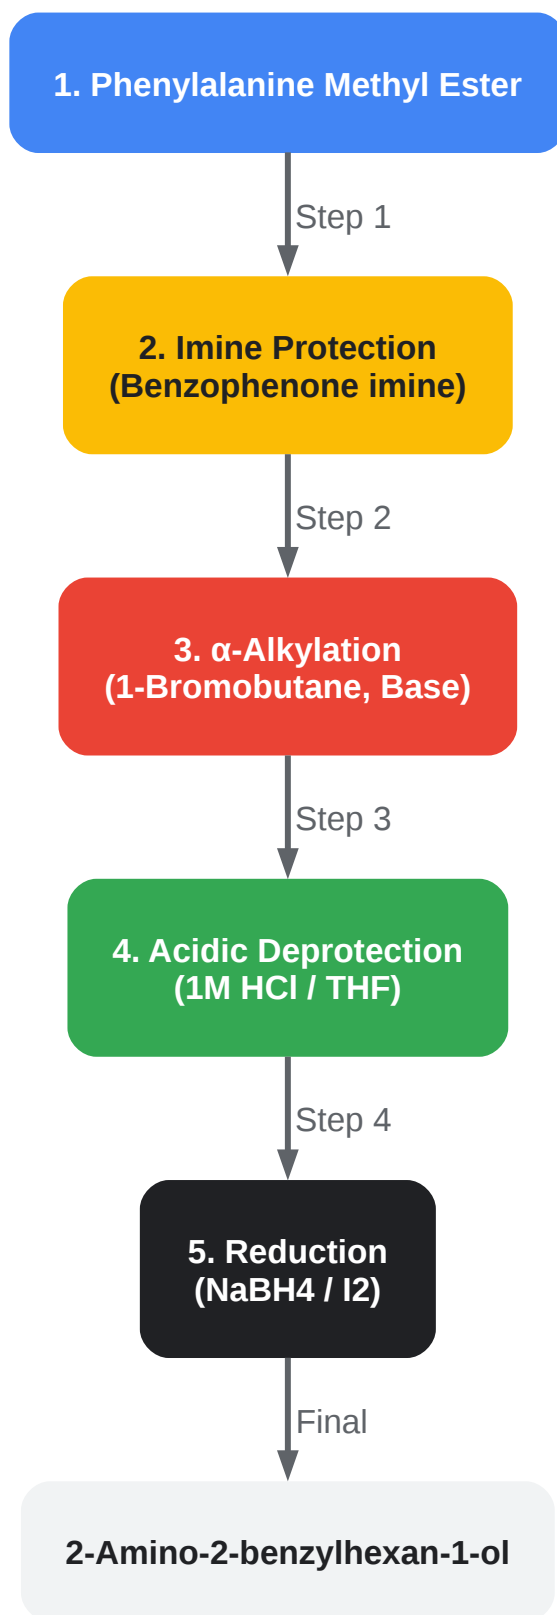 1. Phenylalanine Methyl Ester
Step 1
2. Imine Protection
(Benzophenone imine)
Step 2
3. α-Alkylation
(1-Bromobutane, Base)
Step 3
4. Acidic Deprotection
(1M HCl / THF)
Step 4
5. Reduction
(NaBH4 / I2)
Final
2-Amino-2-benzylhexan-1-ol